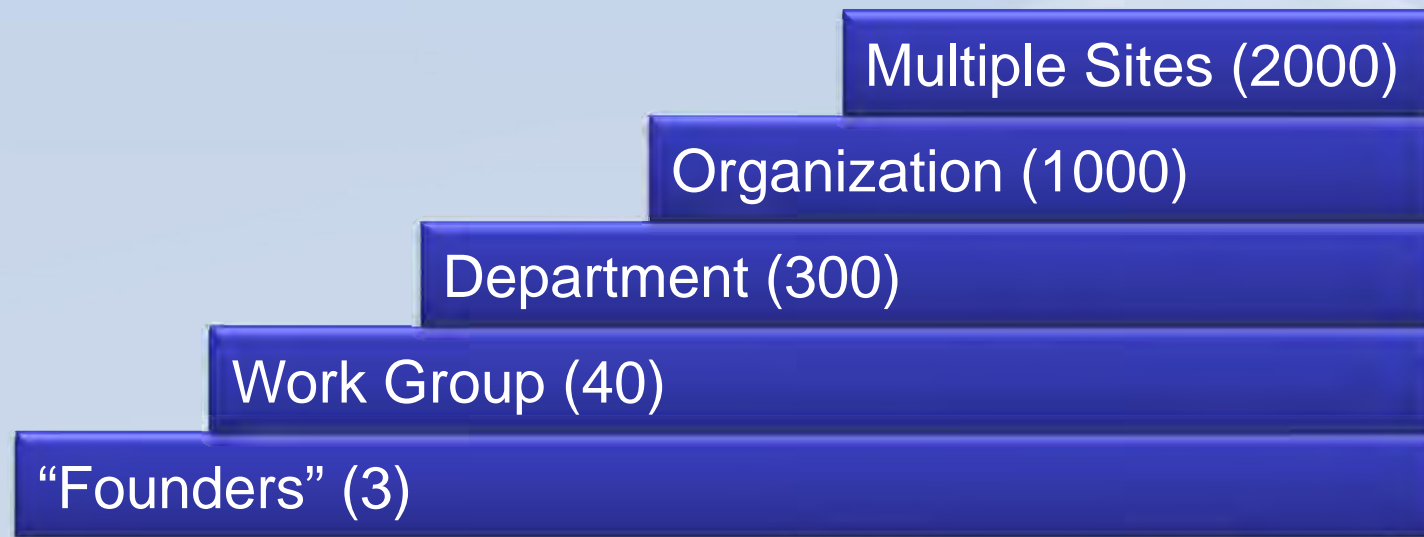 Multiple Sites (2000)
Organization (1000)
Department (300)
Work Group (40)
“Founders” (3)